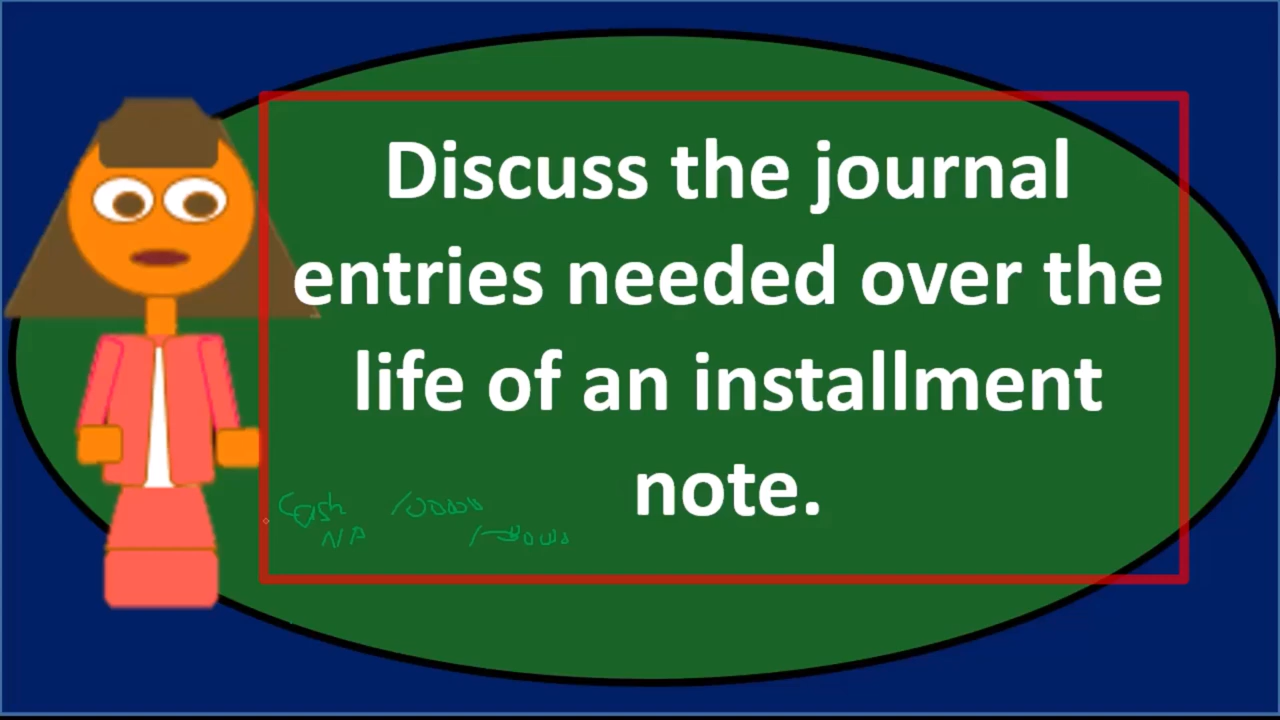 Discuss the journal
entries needed over the
life of an installment
note.
Cash
N/P